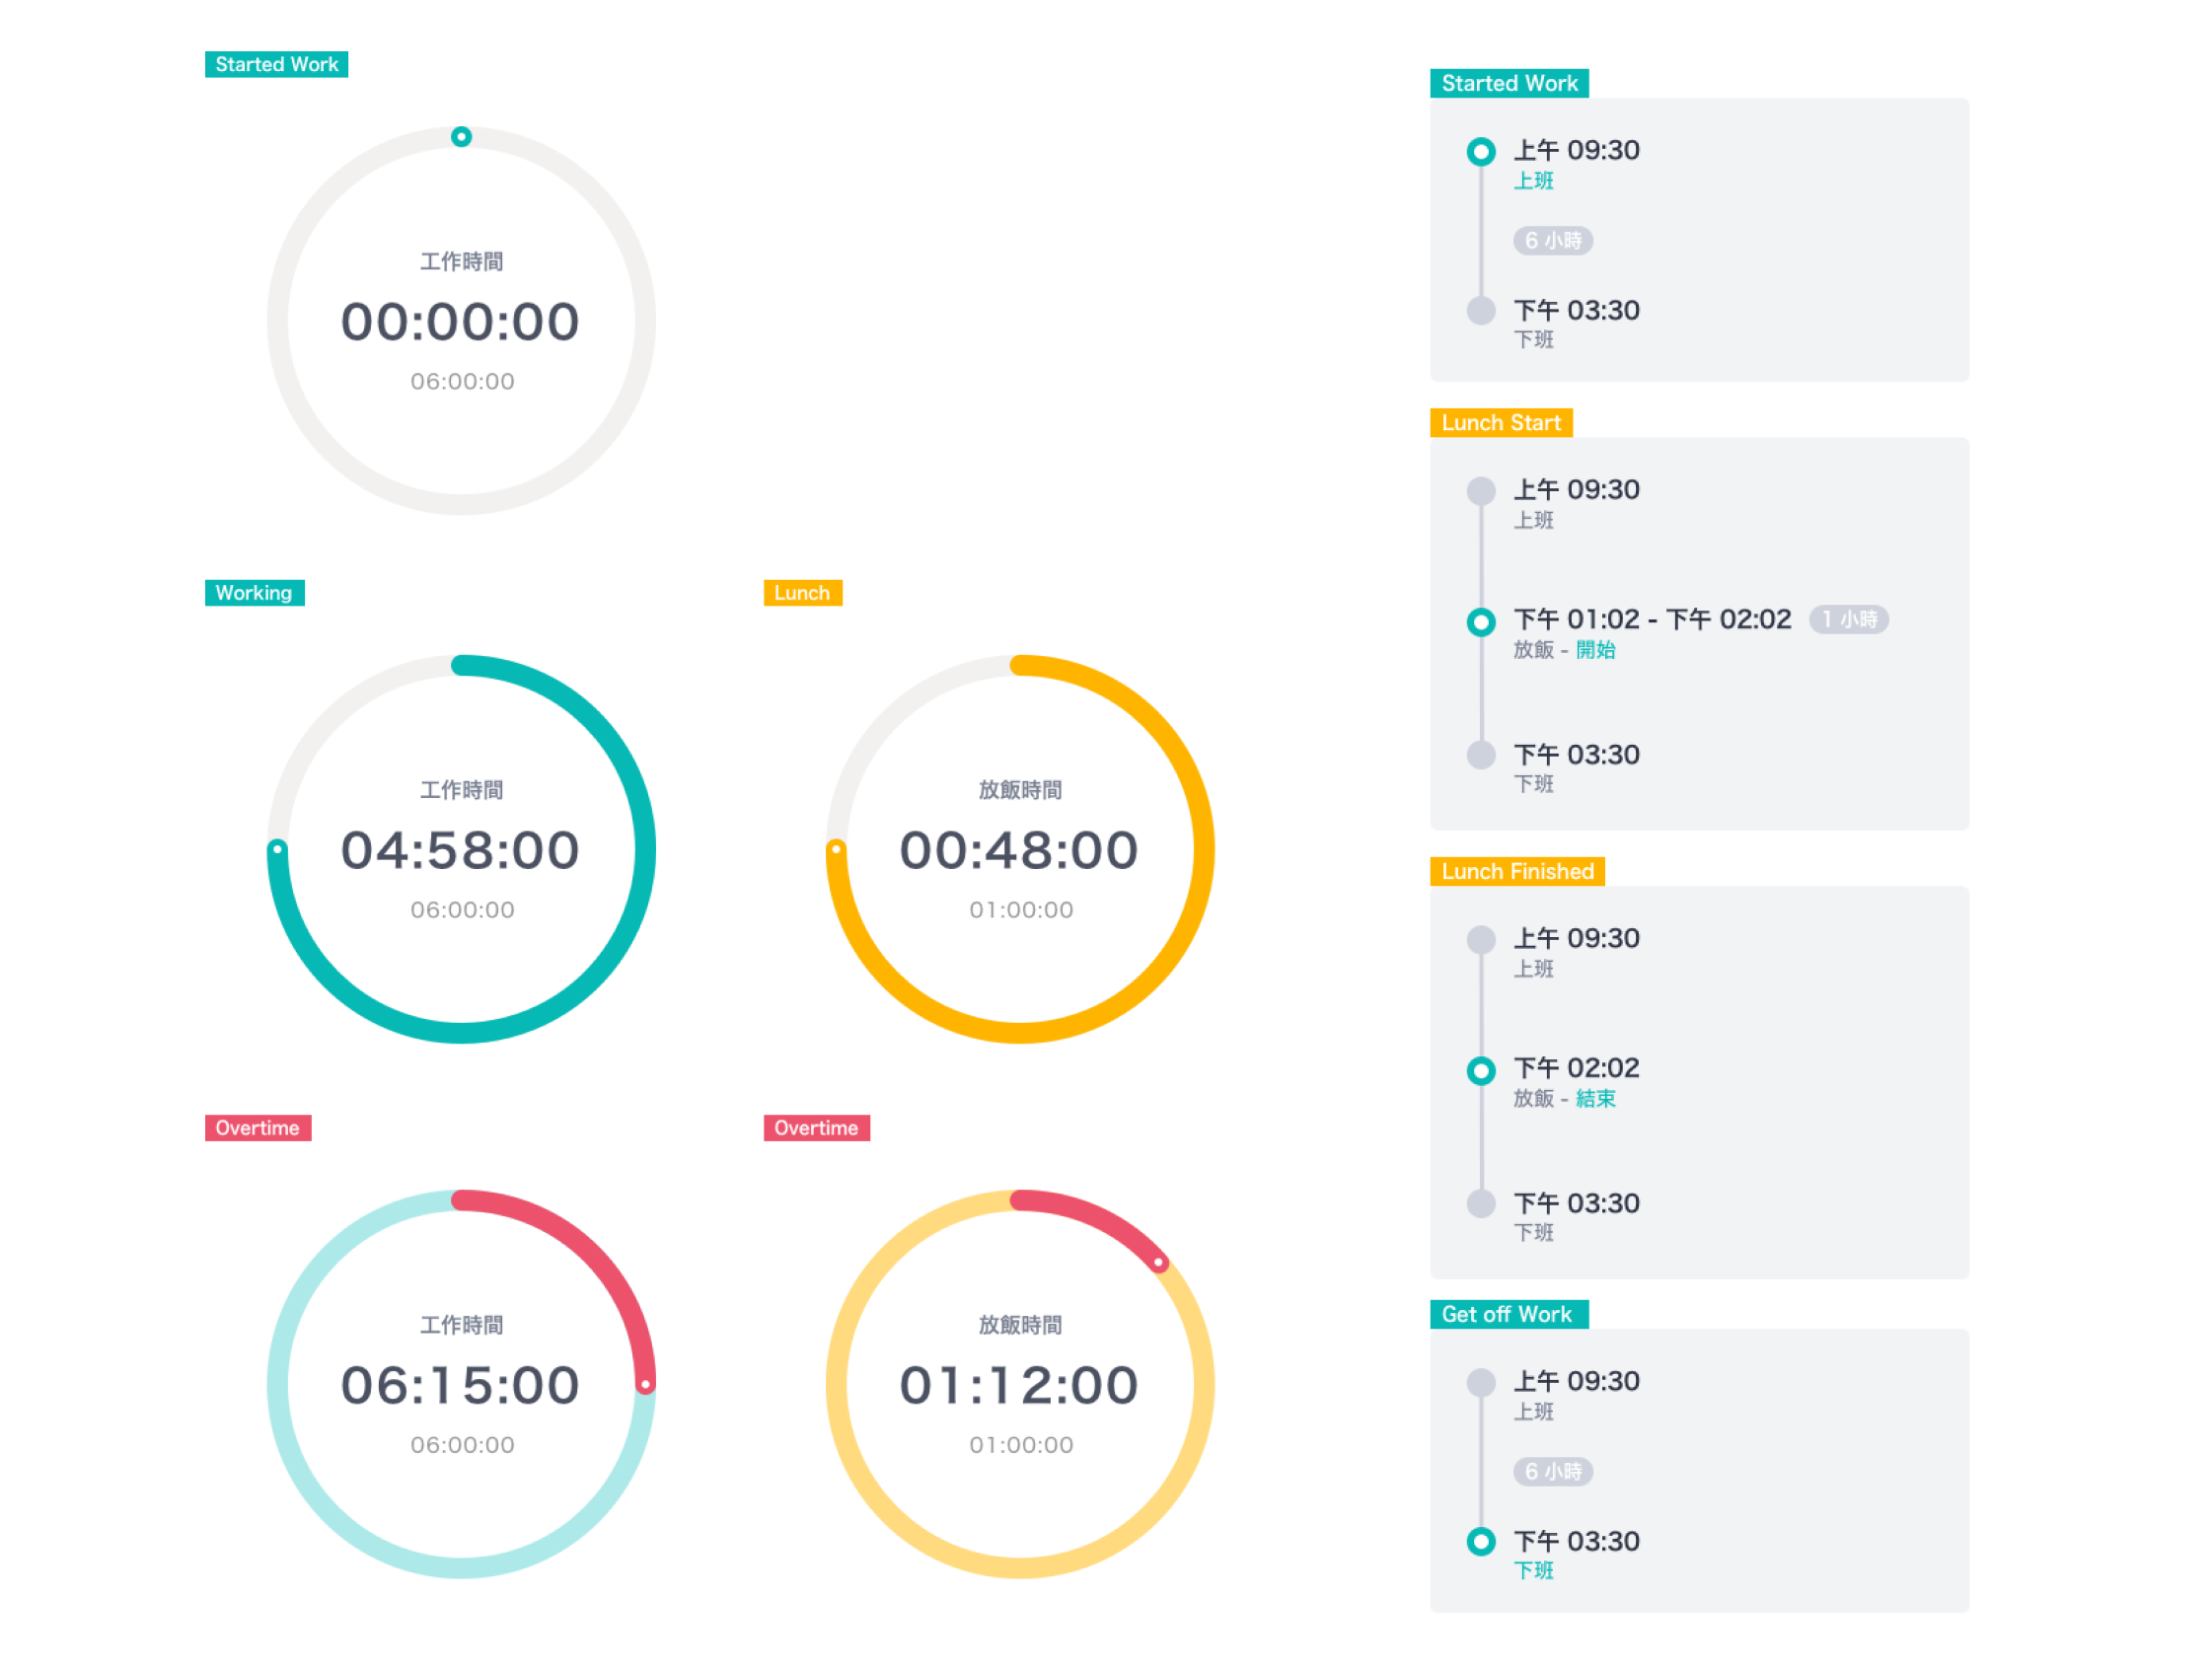 Started Work
工作時間
00:00:00
06:00:00
Working
工作時間
04:58:00
06:00:00
Lunch
放飯時間
00:48:00
01:00:00
Overtime
工作時間
06:15:00
06:00:00
Overtime
放飯時間
01:12:00
01:00:00
Started Work
上午 09:30
上班
6 小時
下午 03:30
下班
Lunch Start
上午 09:30
上班
下午 01:02 - 下午 02:02 1 小時
放飯 - 開始
下午 03:30
下班
Lunch Finished
上午 09:30
上班
下午 02:02
放飯 - 結束
下午 03:30
下班
Get off Work
上午 09:30
上班
6 小時
下午 03:30
下班